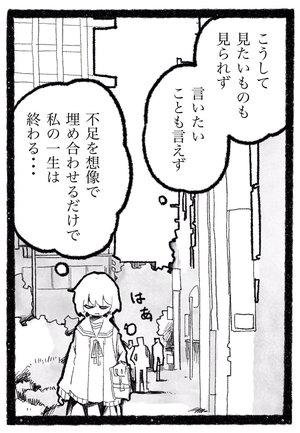 こうして
見たいものも
見られず
言いたい
ことも言えず
不足を想像で
埋め合わせるだけで
私の一生は
終わる・・・
はぁ